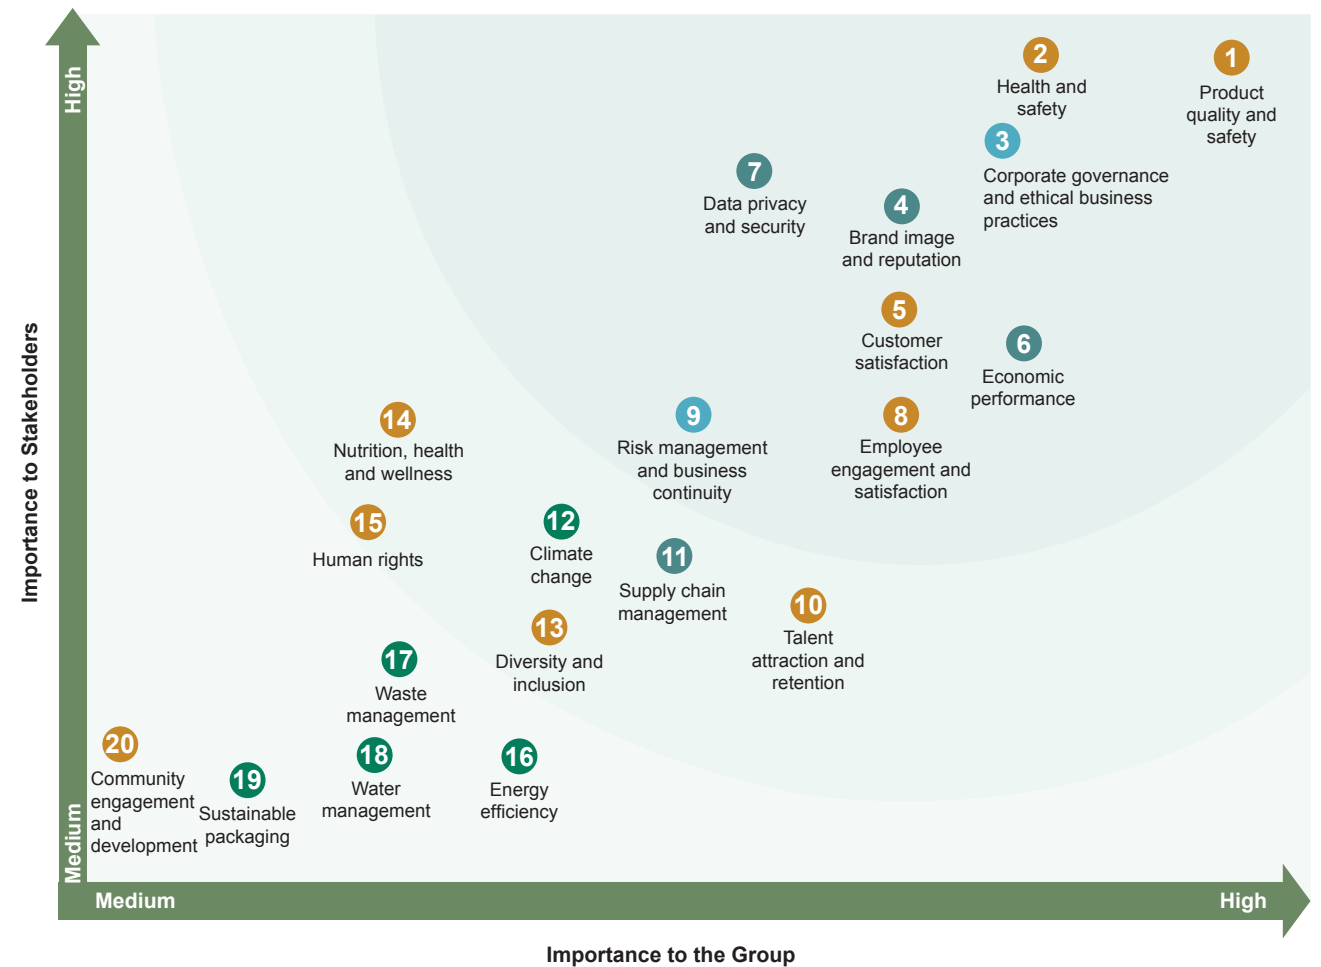 High
2
Health and
safety
1
Product
quality and
safety
3
Corporate governance
and ethical business
practices
7
Data privacy
and security
4
Brand image
and reputation
5
Customer
satisfaction
6
Economic
performance
14
Nutrition, health
and wellness
9
Risk management
and business
continuity
8
Employee
engagement and
satisfaction
15
Human rights
12
Climate
change
11
Supply chain
management
10
Talent
attraction and
retention
13
Diversity and
inclusion
17
Waste
management
20
Community
engagement
and
development
19
Sustainable
packaging
18
Water
management
16
Energy
efficiency
Importance to Stakeholders
Medium
Medium
High
Importance to the Group